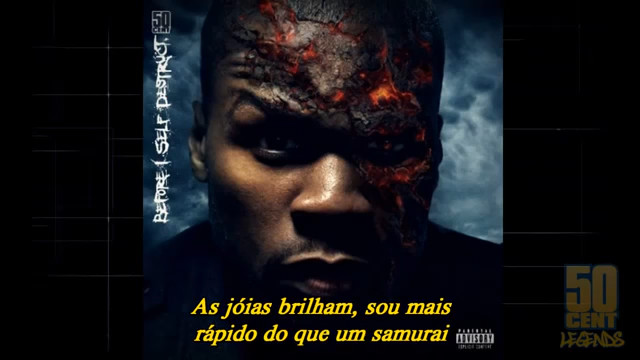 50
CENT
BEFORE I SELF DESTRUCT
As jóias brilham, sou mais
rápido do que um samurai
PARENTAL
ADVISORY
EXPLICIT CONTENT
50
CENT
LEGENDS